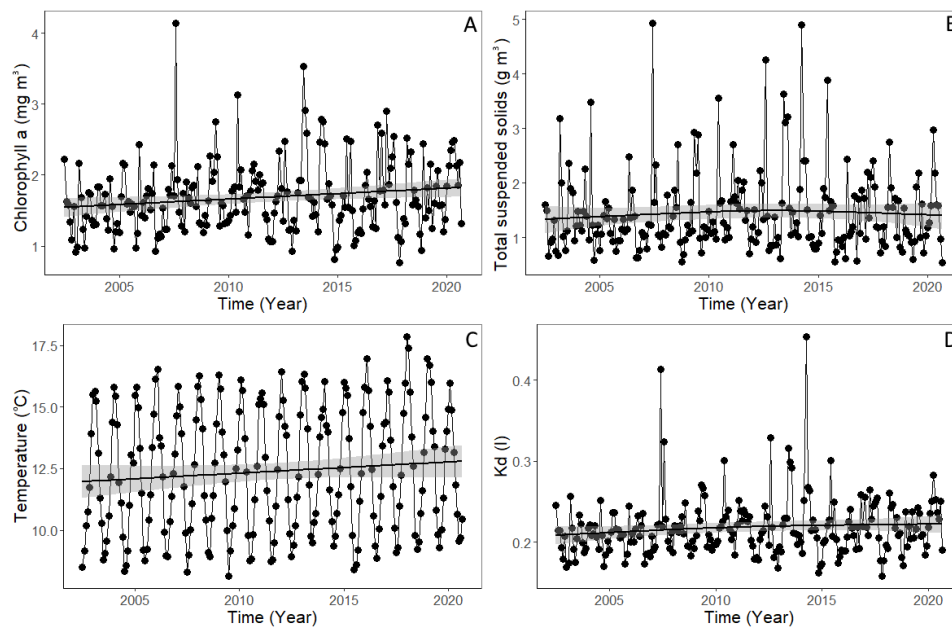 A
Chlorophyll a (mg m³)
4
3
2
1
2005 2010 2015 2020
Time (Year)
B
Total suspended solids (g m³)
5
4
3
2
1
2005 2010 2015 2020
Time (Year)
C
Temperature (°C)
17.5
15.0
12.5
10.0
2005 2010 2015 2020
Time (Year)
D
Kd (l)
0.4
0.3
0.2
2005 2010 2015 2020
Time (Year)